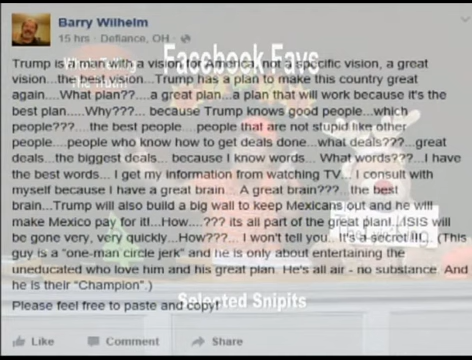 Barry Wilhelm
15 hrs · Defiance, OH ·
Facebook Favs
Trump is a man with a vision for America, not a specific vision, a great
vision...the best vision...Trump has a plan to make this country great
again....What plan??....a great plan...a plan that will work because it's the
best plan.....Why???... because Trump knows good people....which
people???.... the best people.....people that are not stupid like other
people....people who know how to get deals done...what deals???...great
deals...the biggest deals... because I know words... What words???...I have
the best words... I get my information from watching TV... I consult with
myself because I have a great brain... A great brain???...the best
brain...Trump will also build a big wall to keep Mexicans out and he will
make Mexico pay for it!...How....??? its all part of the great plan!...ISIS will
be gone very, very quickly...How???... I won't tell you.. It's a secret!!!. (This
guy is a "one-man circle jerk" and he is only about entertaining the
uneducated who love him and his great plan. He's all air - no substance. And
he is their "Champion".)
Selected Snipits
Please feel free to paste and copy!
Like Comment Share